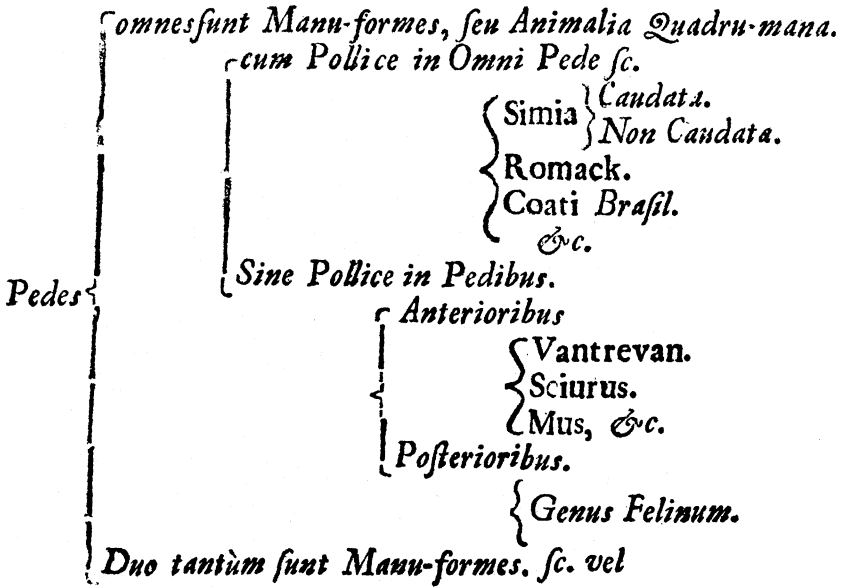 omnes ſunt Manu-formes, ſeu Animalia Quadru-mana.
cum Pollice in Omni Pede ſc.
Caudata.
Simia
Non Caudata.
Romack.
Coati Braſil.
&c.
Sine Pollice in Pedibus.
Pedes
Anterioribus
Vantrevan.
Sciurus.
Mus, &c.
Poſterioribus.
Genus Felinum.
Duo tantùm ſunt Manu-formes. ſc. vel